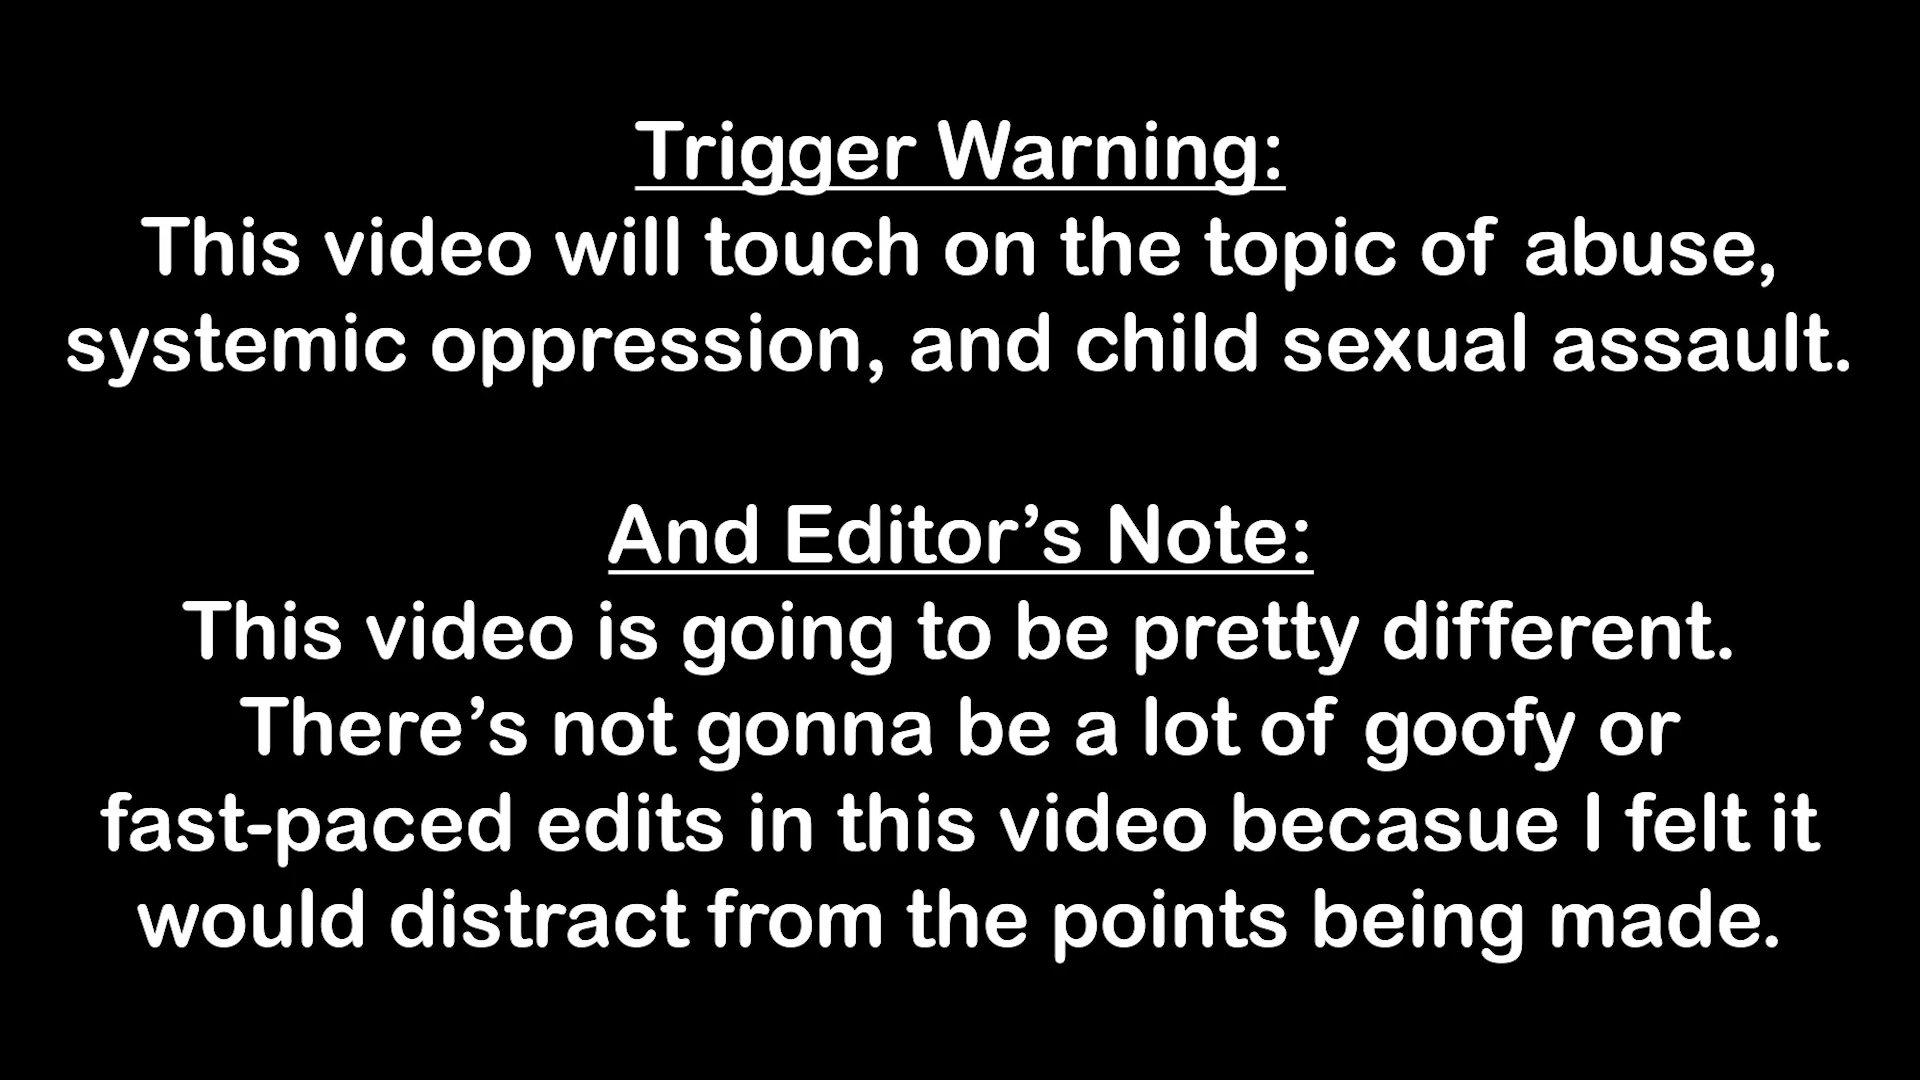 Trigger Warning:
This video will touch on the topic of abuse,
systemic oppression, and child sexual assault.
And Editor’s Note:
This video is going to be pretty different.
There’s not gonna be a lot of goofy or
fast-paced edits in this video becasue I felt it
would distract from the points being made.